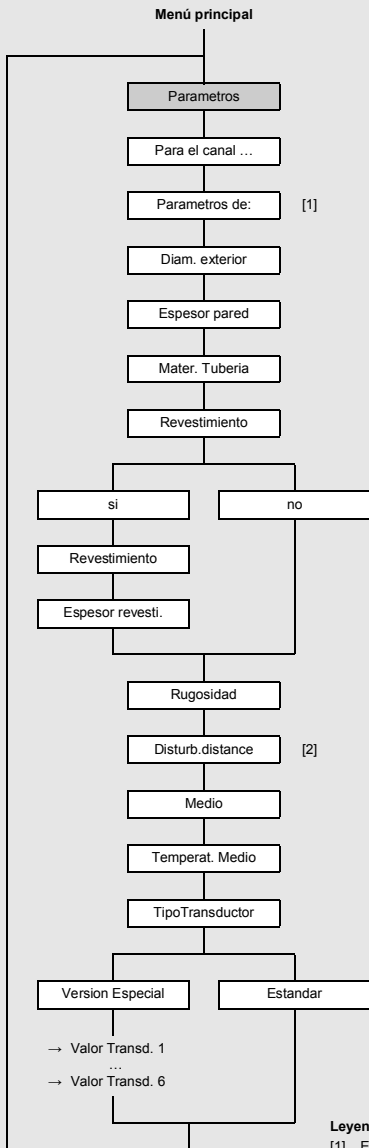 Menú principal
Parametros
Para el canal ...
Parametros de: [1]
Diam. exterior
Espesor pared
Mater. Tuberia
Revestimiento
si no
Revestimiento
Espesor revesti.
Rugosidad
Disturb.distance [2]
Medio
Temperat. Medio
TipoTransductor
Version Especial Estandar
→ Valor Transd. 1
...
→ Valor Transd. 6
Leyen
[1] E